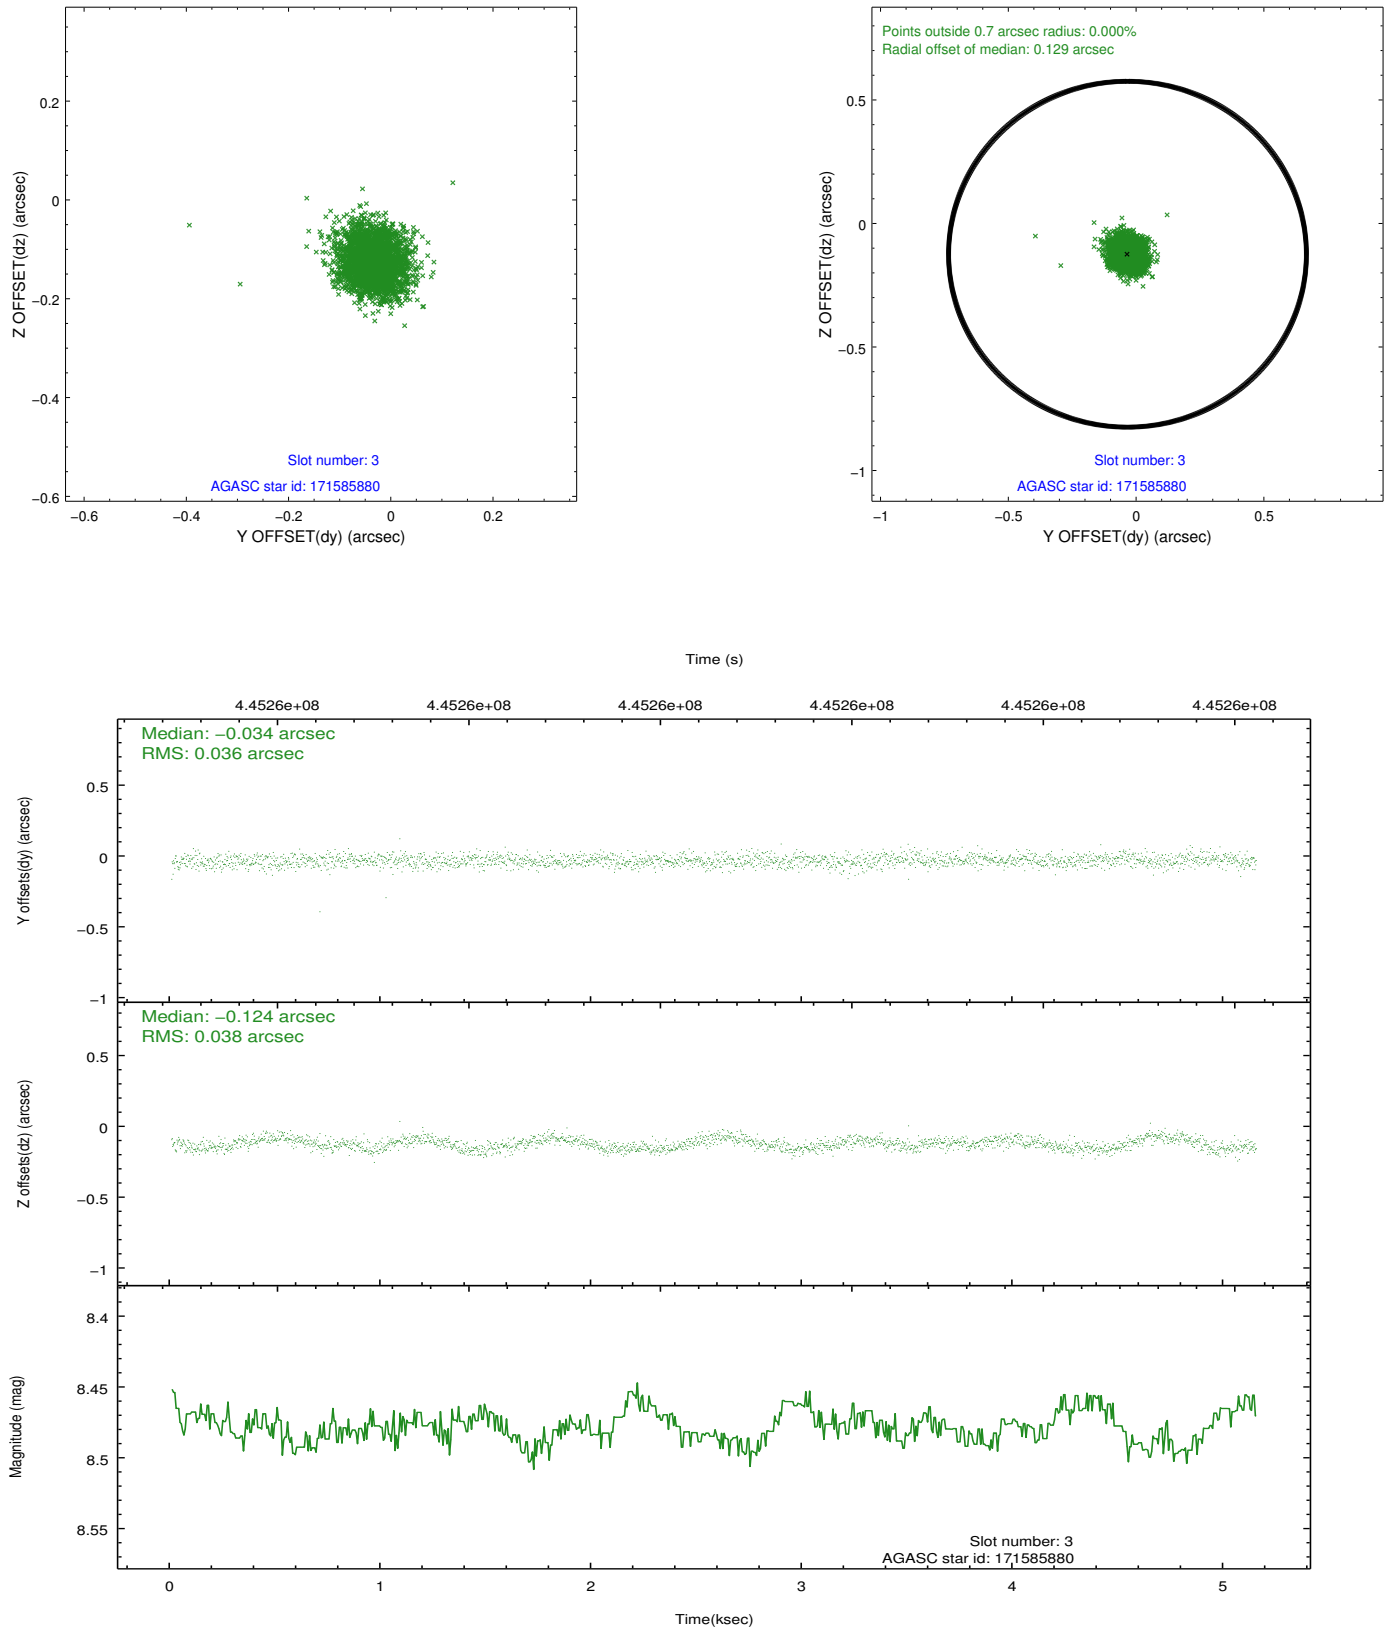 0.2
0
−0.2
−0.4
−0.6
Z OFFSET(dz) (arcsec)
Slot number: 3
AGASC star id: 171585880
−0.6 −0.4 −0.2 0 0.2
Y OFFSET(dy) (arcsec)
Points outside 0.7 arcsec radius: 0.000%
Radial offset of median: 0.129 arcsec
0.5
0
−0.5
−1
Z OFFSET(dz) (arcsec)
Slot number: 3
AGASC star id: 171585880
−1 −0.5 0 0.5
Y OFFSET(dy) (arcsec)
Time (s)
4.4526e+08 4.4526e+08 4.4526e+08 4.4526e+08 4.4526e+08 4.4526e+08
Median: −0.034 arcsec
RMS: 0.036 arcsec
0.5
0
−0.5
−1
Y offsets(dy) (arcsec)
Median: −0.124 arcsec
RMS: 0.038 arcsec
0.5
0
−0.5
−1
Z offsets(dz) (arcsec)
8.4
8.45
8.5
8.55
Magnitude (mag)
Slot number: 3
AGASC star id: 171585880
0 1 2 3 4 5
Time(ksec)